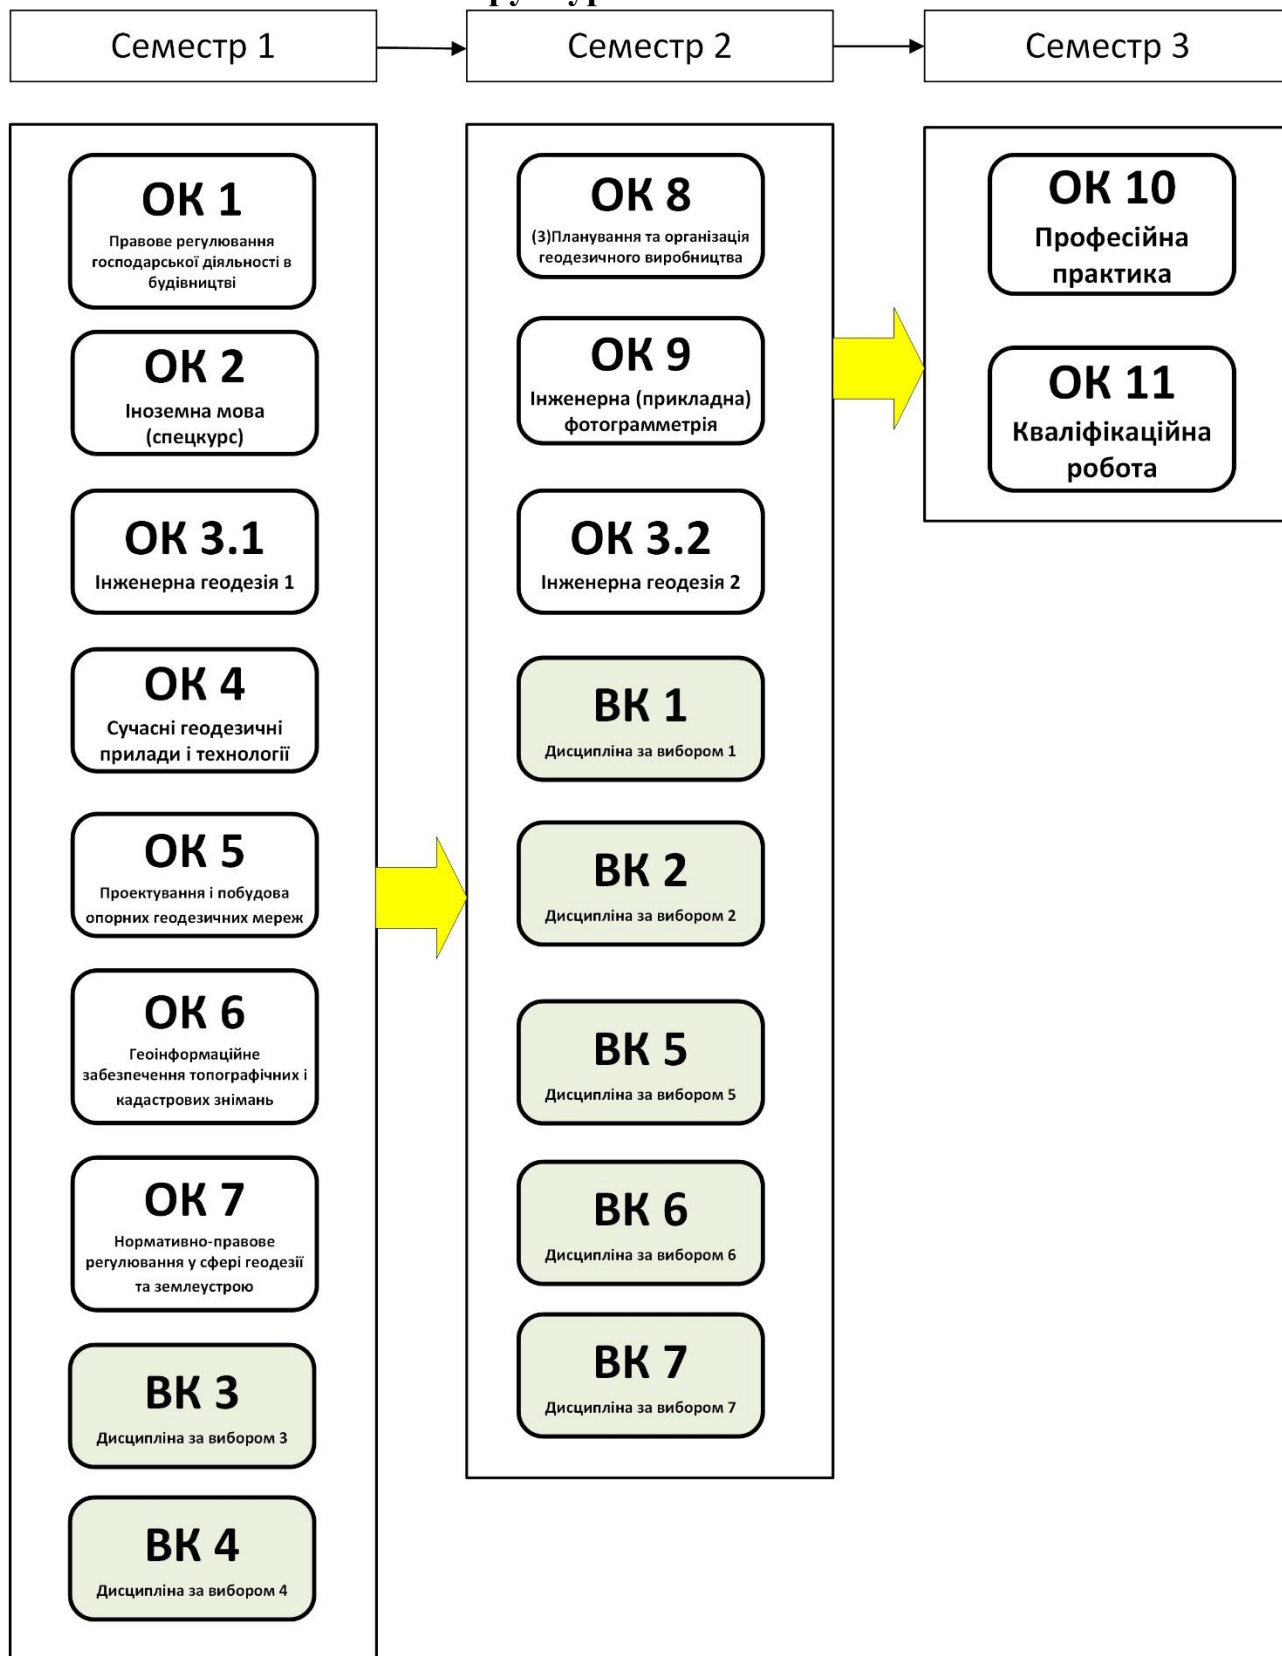 Семестр 1
Семестр 2
Семестр 3
ОК 1
Правове регулювання
господарської діяльності в
будівництві
ОК 2
Іноземна мова
(спецкурс)
ОК 3.1
Інженерна геодезія 1
ОК 4
Сучасні геодезичні
прилади і технології
ОК 5
Проектування і побудова
опорних геодезичних мереж
ОК 6
Геоінформаційне
забезпечення топографічних і
кадастрових знімань
ОК 7
Нормативно-правове
регулювання у сфері геодезії
та землеустрою
ВК 3
Дисципліна за вибором 3
ВК 4
Дисципліна за вибором 4
ОК 8
(3)Планування та організація
геодезичного виробництва
ОК 9
Інженерна (прикладна)
фотограмметрія
ОК 3.2
Інженерна геодезія 2
ВК 1
Дисципліна за вибором 1
ВК 2
Дисципліна за вибором 2
ВК 5
Дисципліна за вибором 5
ВК 6
Дисципліна за вибором 6
ВК 7
Дисципліна за вибором 7
ОК 10
Професійна
практика
ОК 11
Кваліфікаційна
робота